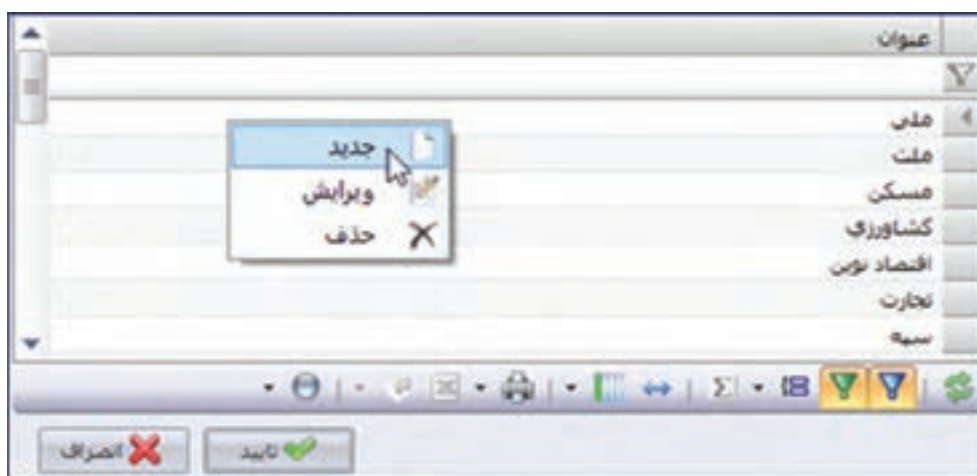 عنوان
ملی
ملت
مسکن
کشاورزی
اقتصاد نوین
تجارت
سپه
جدید
ویرایش
حذف
تایید
انصراف